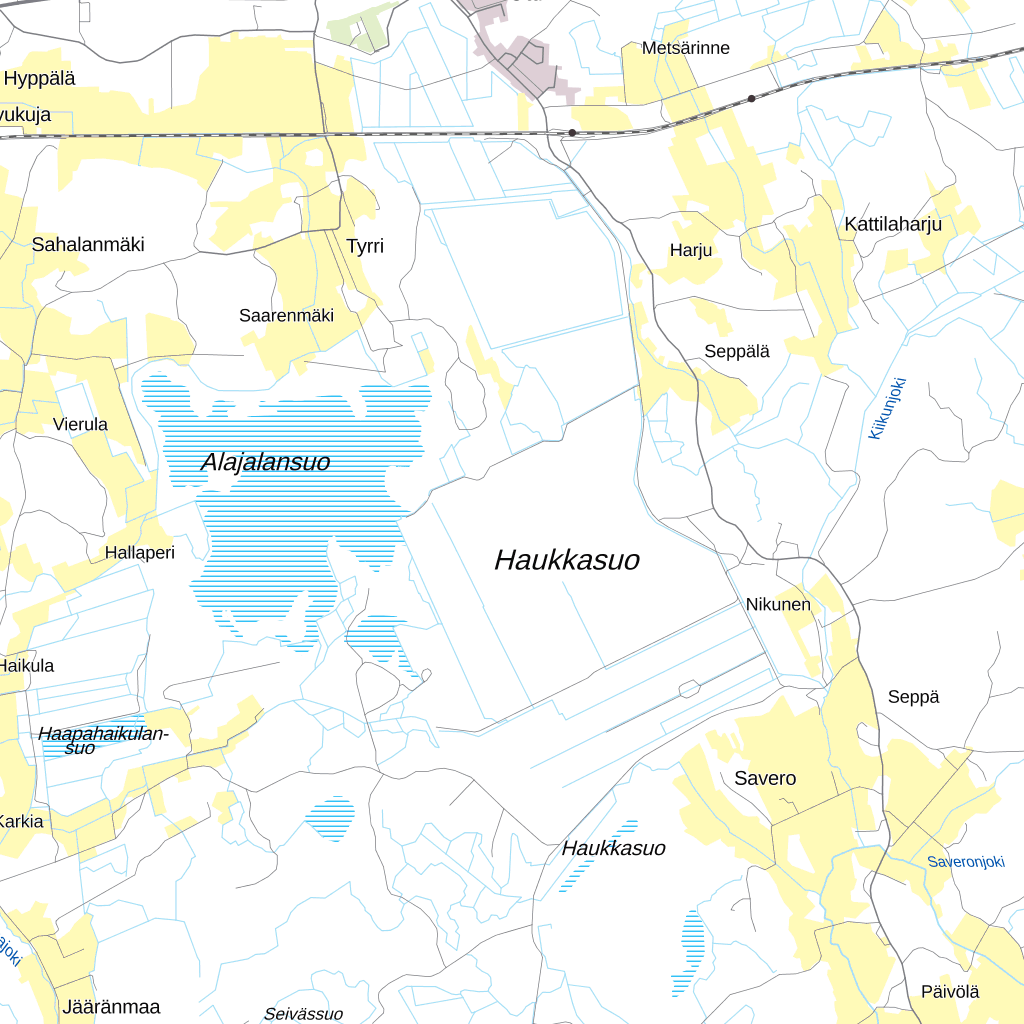 Metsärinne
Hyppälä
vukuja
Kattilaharju
Sahalanmäki
Tyrri
Harju
Saarenmäki
Seppälä
Kiikunjoki
Vierula
Alajalansuo
Hallaperi
Haukkasuo
Nikunen
Haikula
Seppä
Haapahaikulan-
suo
Savero
Karkia
Haukkasuo
Saveronjoki
ajoki
Päivölä
Jääränmaa
Seivässuo